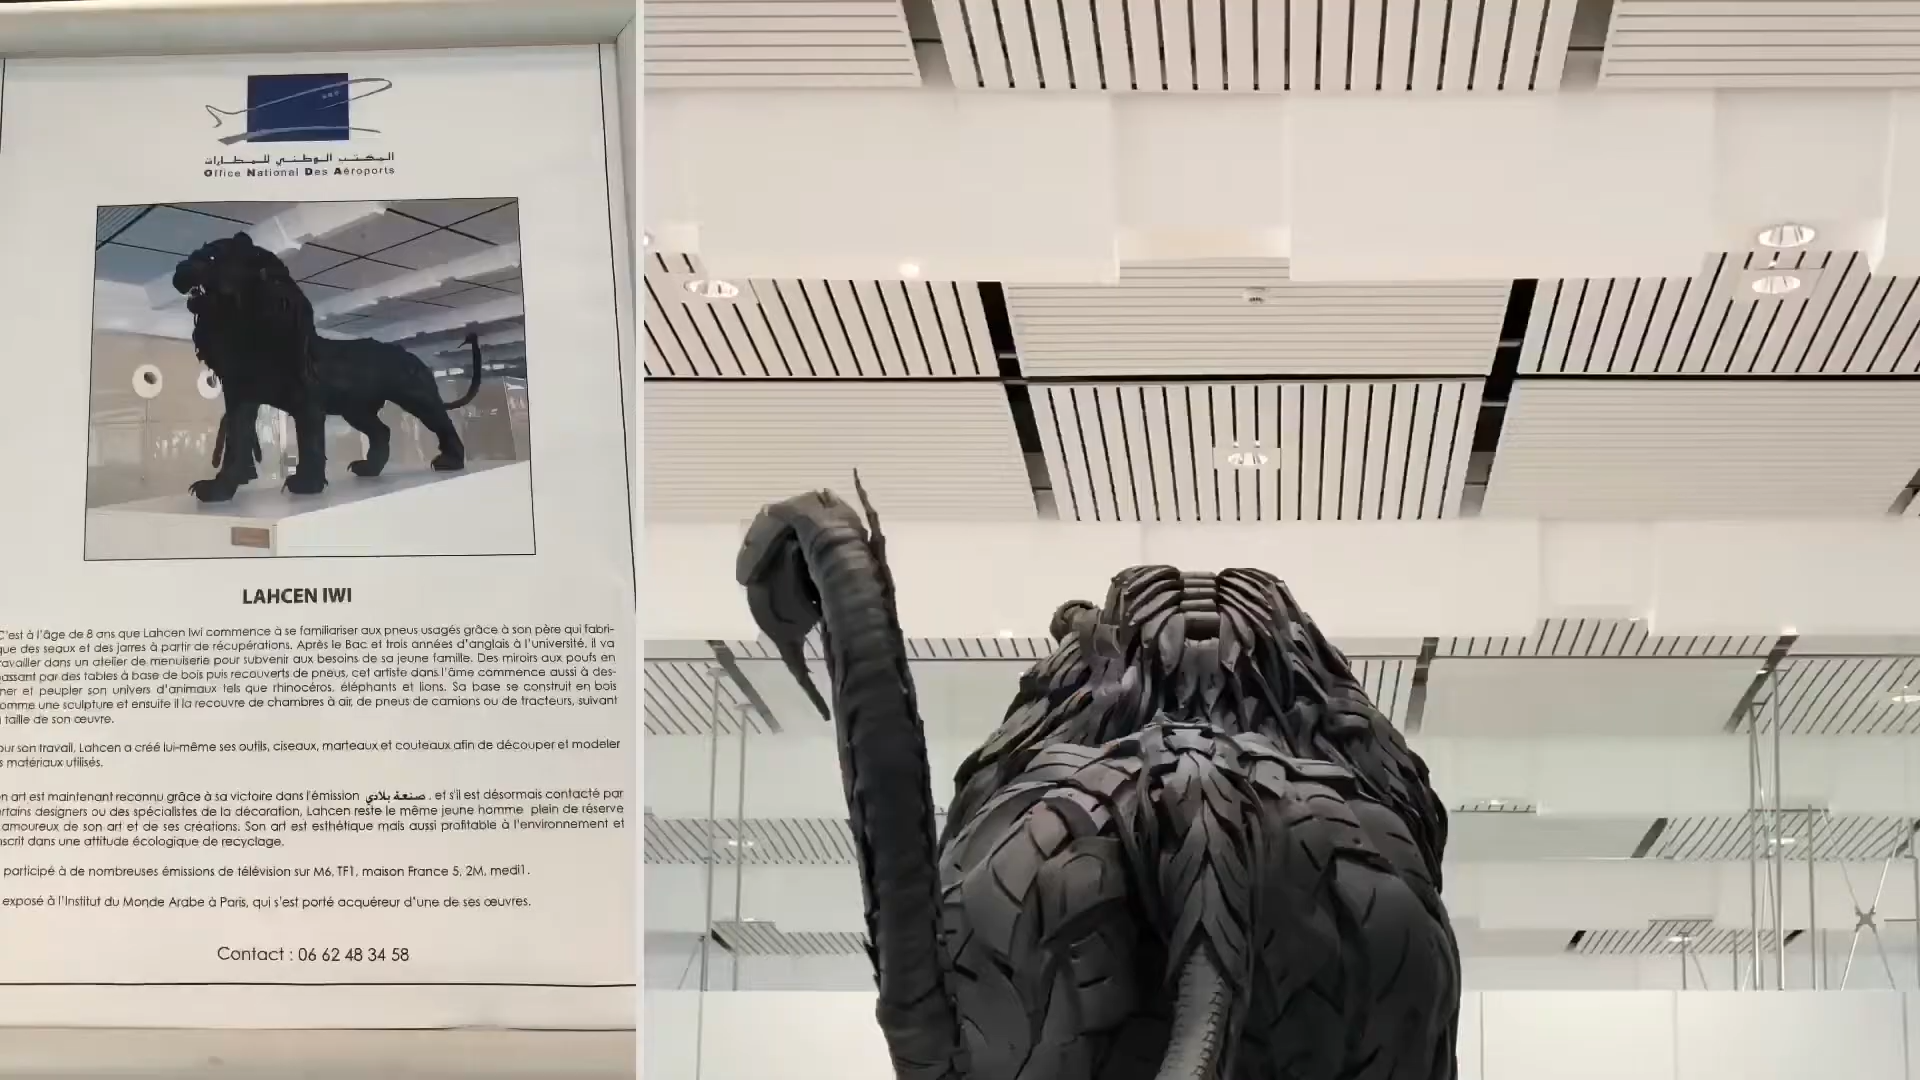 المكتب الوطني للمطارات
Office National Des Aéroports
LAHCEN IWI
C'est à l'âge de 8 ans que Lahcen Iwi commence à se familiariser aux pneus usagés grâce à son père qui fabri-
que des seaux et des jarres à partir de récupérations. Après le Bac et trois années d'anglais à l'université, il va
availler dans un atelier de menuiserie pour subvenir aux besoins de sa jeune famille. Des miroirs aux poufs en
assant par des tables à base de bois puis recouverts de pneus, cet artiste dans l'âme commence aussi à des-
ner et peupler son univers d'animaux tels que rhinocéros, éléphants et lions. Sa base se construit en bois
omme une sculpture et ensuite il la recouvre de chambres à air, de pneus de camions ou de tracteurs, suivant
taille de son œuvre.
our son travail, Lahcen a créé lui-même ses outils, ciseaux, marteaux et couteaux afin de découper et modeler
s matériaux utilisés.
n art est maintenant reconnu grâce à sa victoire dans l'émission صنعة بلادي , et s'il est désormais contacté par
ertains designers ou des spécialistes de la décoration, Lahcen reste le même jeune homme plein de réserve
amoureux de son art et de ses créations. Son art est esthétique mais aussi profitable à l'environnement et
nscrit dans une attitude écologique de recyclage.
participé à de nombreuses émissions de télévision sur M6, TF1, maison France 5, 2M, medi1.
exposé à l'Institut du Monde Arabe à Paris, qui s'est porté acquéreur d'une de ses œuvres.
Contact : 06 62 48 34 58